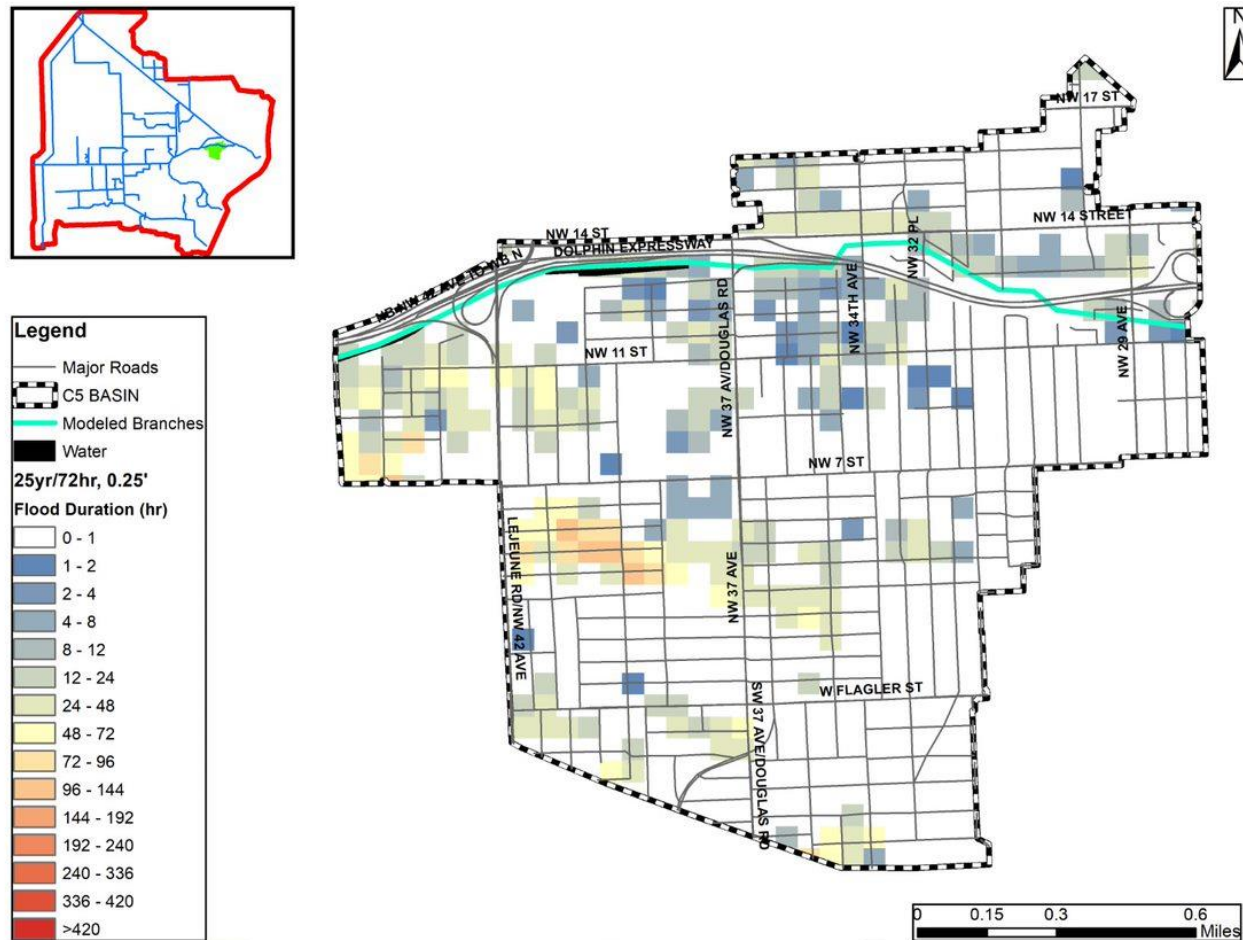 N
NW 17 ST
NW 14 STREET
NW 14 ST
DOLPHIN EXPRESSWAY
NW 32 PL
NW 34TH AVE
NW 37 AV/DOUGLAS RD
NW 29 AVE
NW 11 ST
NW 7 ST
LEJEUNE RD/NW 42 AVE
NW 37 AVE
W FLAGLER ST
SW 37 AVE/DOUGLAS RD
Legend
Major Roads
C5 BASIN
Modeled Branches
Water
25yr/72hr, 0.25'
Flood Duration (hr)
0 - 1
1 - 2
2 - 4
4 - 8
8 - 12
12 - 24
24 - 48
48 - 72
72 - 96
96 - 144
144 - 192
192 - 240
240 - 336
336 - 420
>420
0 0.15 0.3 0.6
Miles